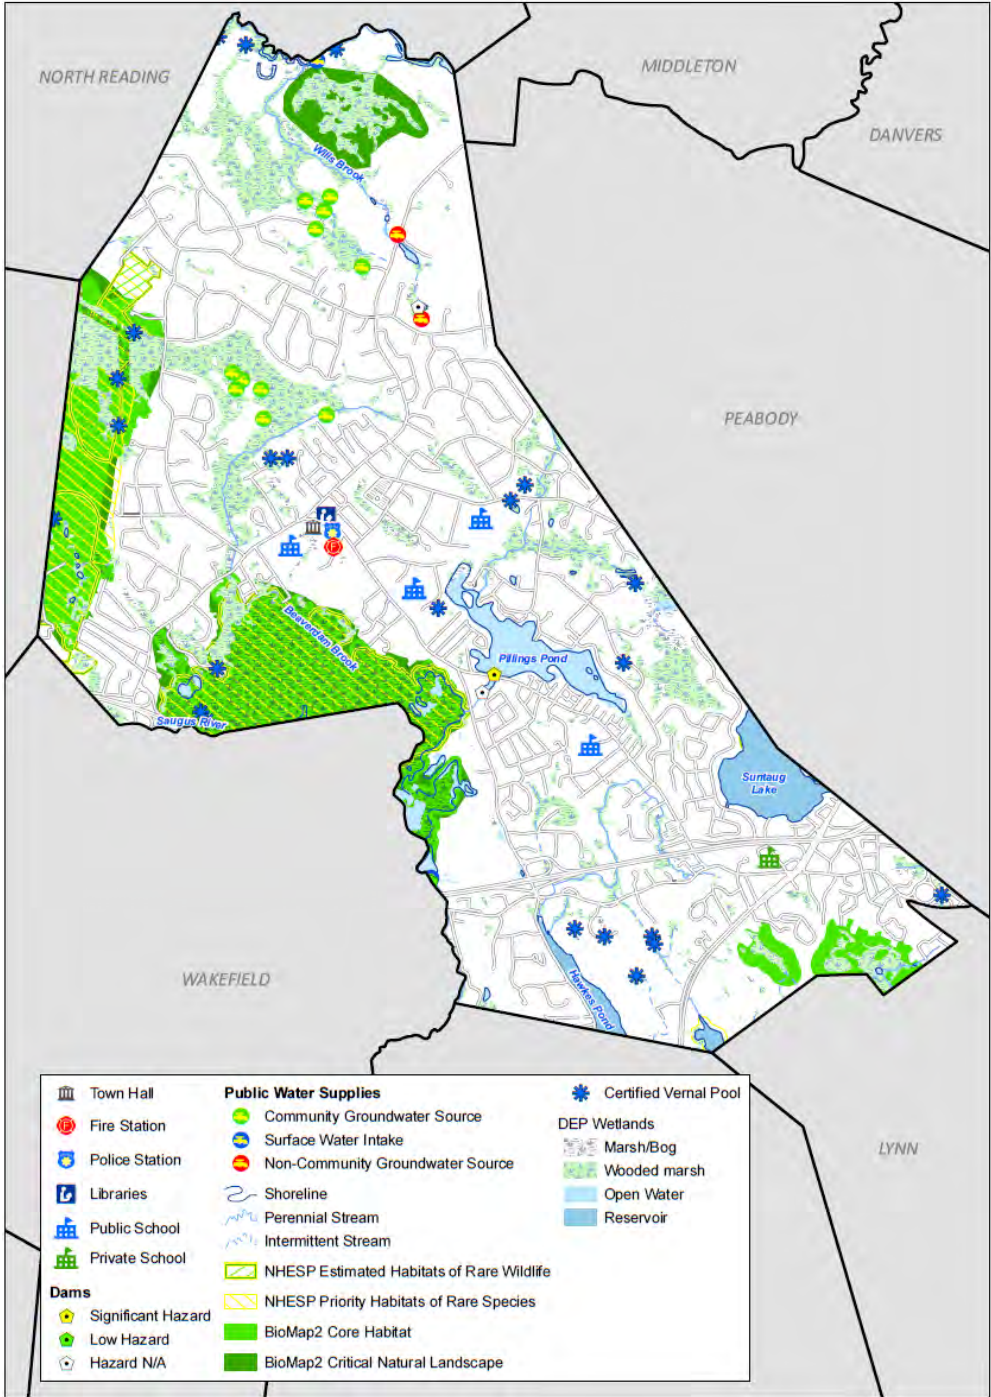 NORTH READING
MIDDLETON
DANVERS
Wills Brook
PEABODY
Beaverdam Brook
Pillings Pond
Saugus River
Suntaug
Lake
WAKEFIELD
Hawkes Pond
LYNN
Town Hall
Fire Station
Police Station
Libraries
Public School
Private School
Dams
Significant Hazard
Low Hazard
Hazard N/A
Public Water Supplies
Community Groundwater Source
Surface Water Intake
Non-Community Groundwater Source
Shoreline
Perennial Stream
Intermittent Stream
NHESP Estimated Habitats of Rare Wildlife
NHESP Priority Habitats of Rare Species
BioMap2 Core Habitat
BioMap2 Critical Natural Landscape
Certified Vernal Pool
DEP Wetlands
Marsh/Bog
Wooded marsh
Open Water
Reservoir